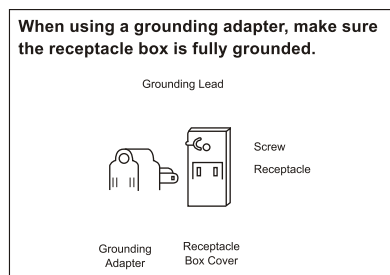 When using a grounding adapter, make sure
the receptacle box is fully grounded.
Grounding Lead
Screw
Receptacle
Grounding
Adapter
Receptacle
Box Cover